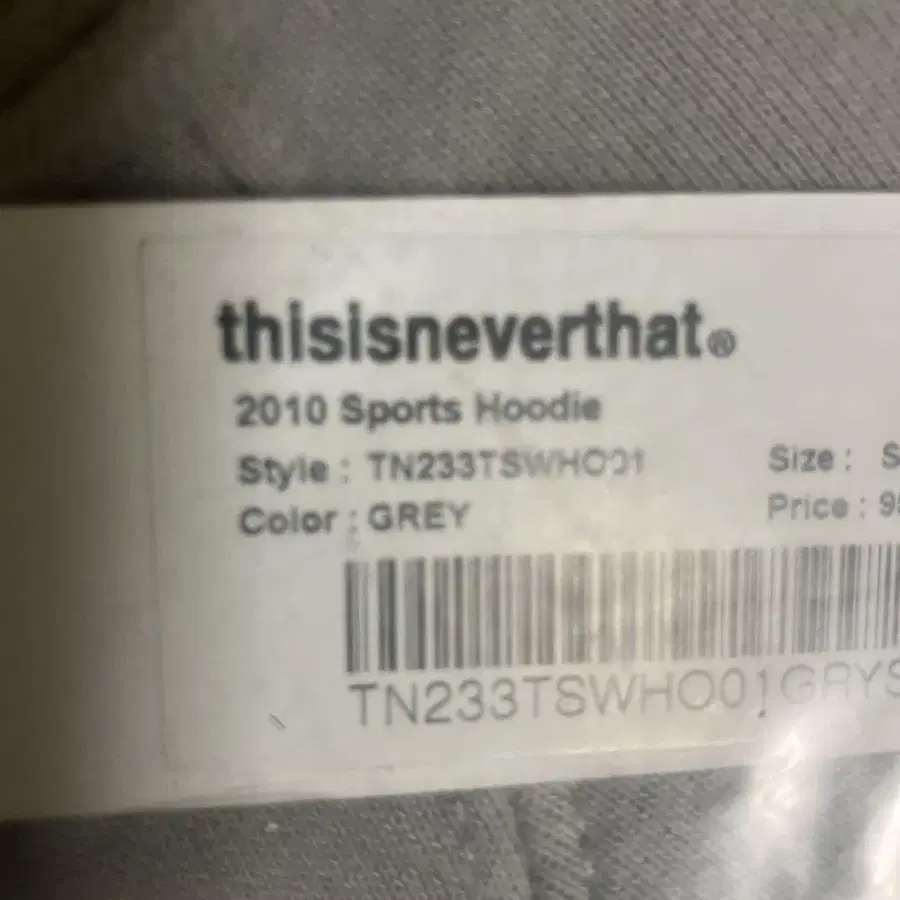 thisisneverthat®
2010 Sports Hoodie
Style : TN233TSWHO01 Size : S
Color : GREY Price : 9
TN233TSWHO01GRYS